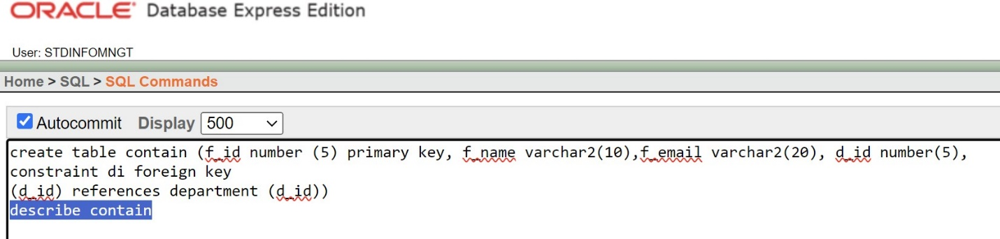 ORACLE® Database Express Edition
User: STDINFOMNGT
Home > SQL > SQL Commands
Autocommit Display 500
create table contain (f_id number (5) primary key, f_name varchar2(10),f_email varchar2(20), d_id number(5),
constraint di foreign key
(d_id) references department (d_id))
describe contain